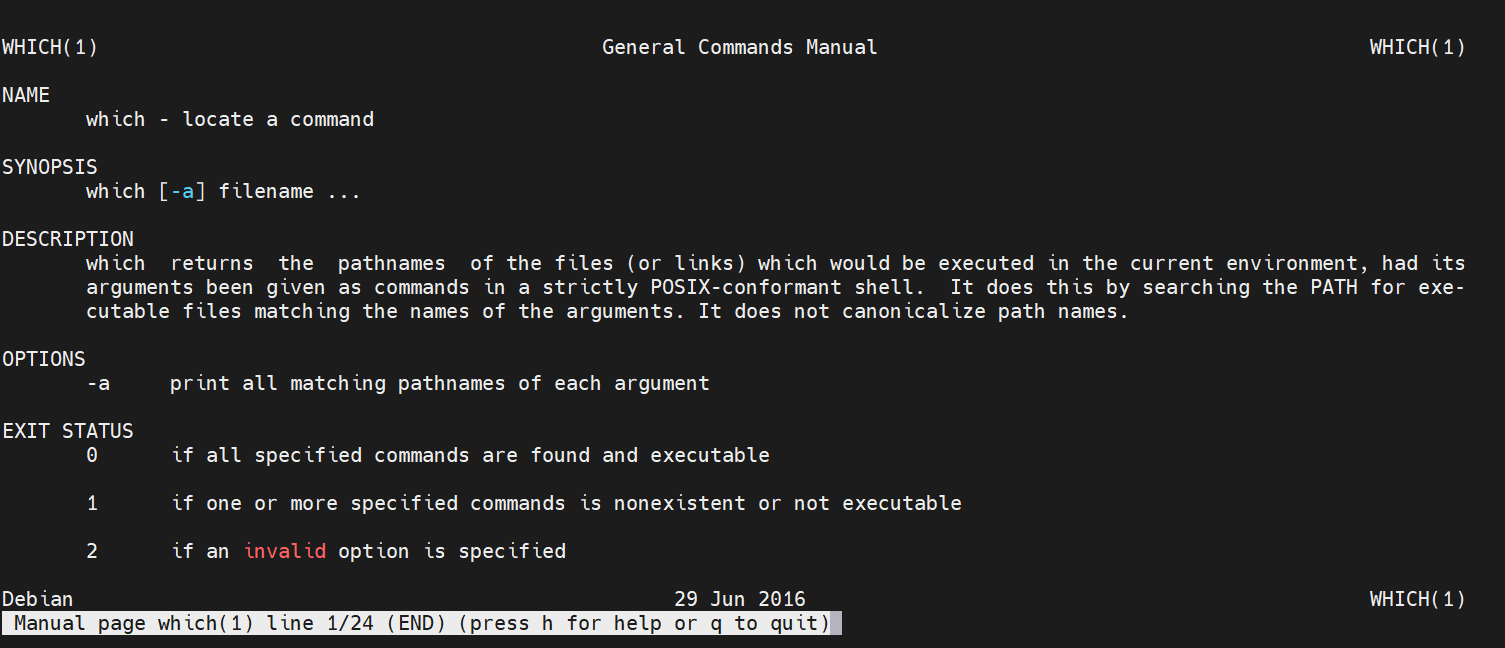 WHICH(1) General Commands Manual WHICH(1)
NAME
which - locate a command
SYNOPSIS
which [-a] filename ...
DESCRIPTION
which returns the pathnames of the files (or links) which would be executed in the current environment, had its
arguments been given as commands in a strictly POSIX-conformant shell. It does this by searching the PATH for exe-
cutable files matching the names of the arguments. It does not canonicalize path names.
OPTIONS
-a print all matching pathnames of each argument
EXIT STATUS
0 if all specified commands are found and executable
1 if one or more specified commands is nonexistent or not executable
2 if an invalid option is specified
Debian 29 Jun 2016 WHICH(1)
Manual page which(1) line 1/24 (END) (press h for help or q to quit)